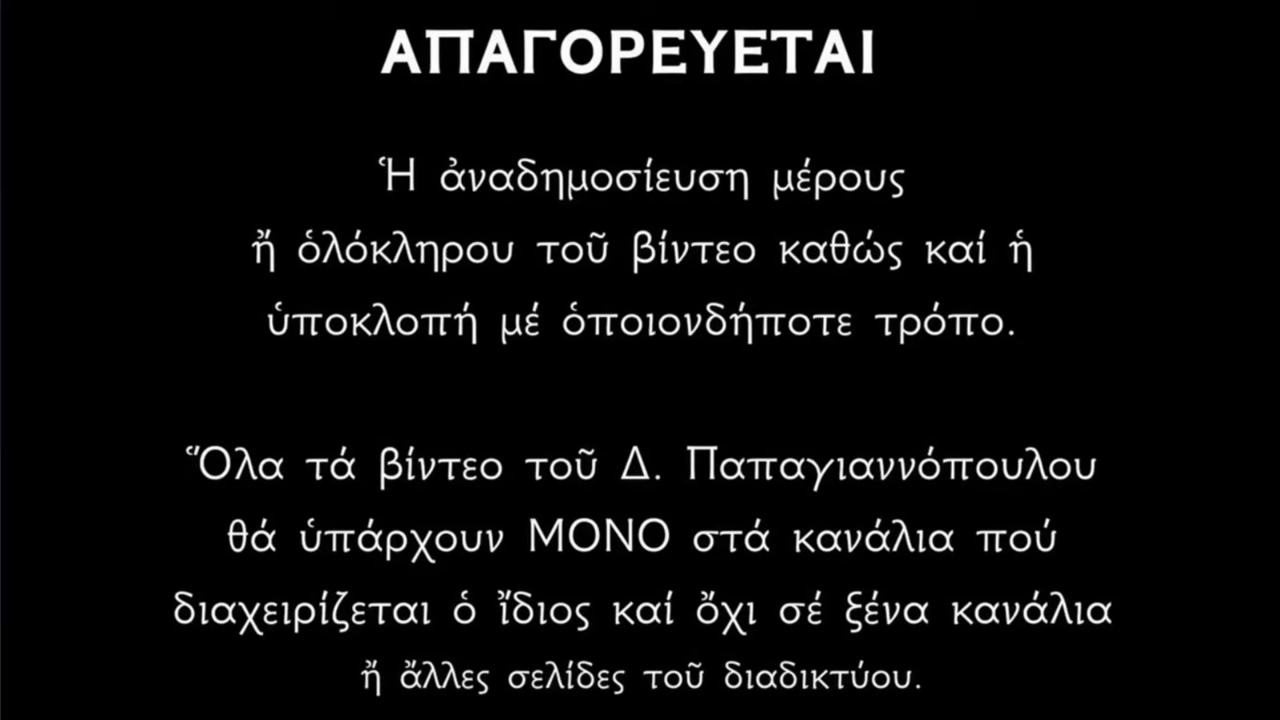 ΑΠΑΓΟΡΕΥΕΤΑΙ
Ἡ ἀναδημοσίευση μέρους
ἤ ὁλόκληρου τοῦ βίντεο καθώς καί ἡ
ὑποκλοπή μέ ὁποιονδήποτε τρόπο.
Ὅλα τά βίντεο τοῦ Δ. Παπαγιαννόπουλου
θά ὑπάρχουν ΜΟΝΟ στά κανάλια πού
διαχειρίζεται ὁ ἴδιος καί ὄχι σέ ξένα κανάλια
ἤ ἄλλες σελίδες τοῦ διαδικτύου.